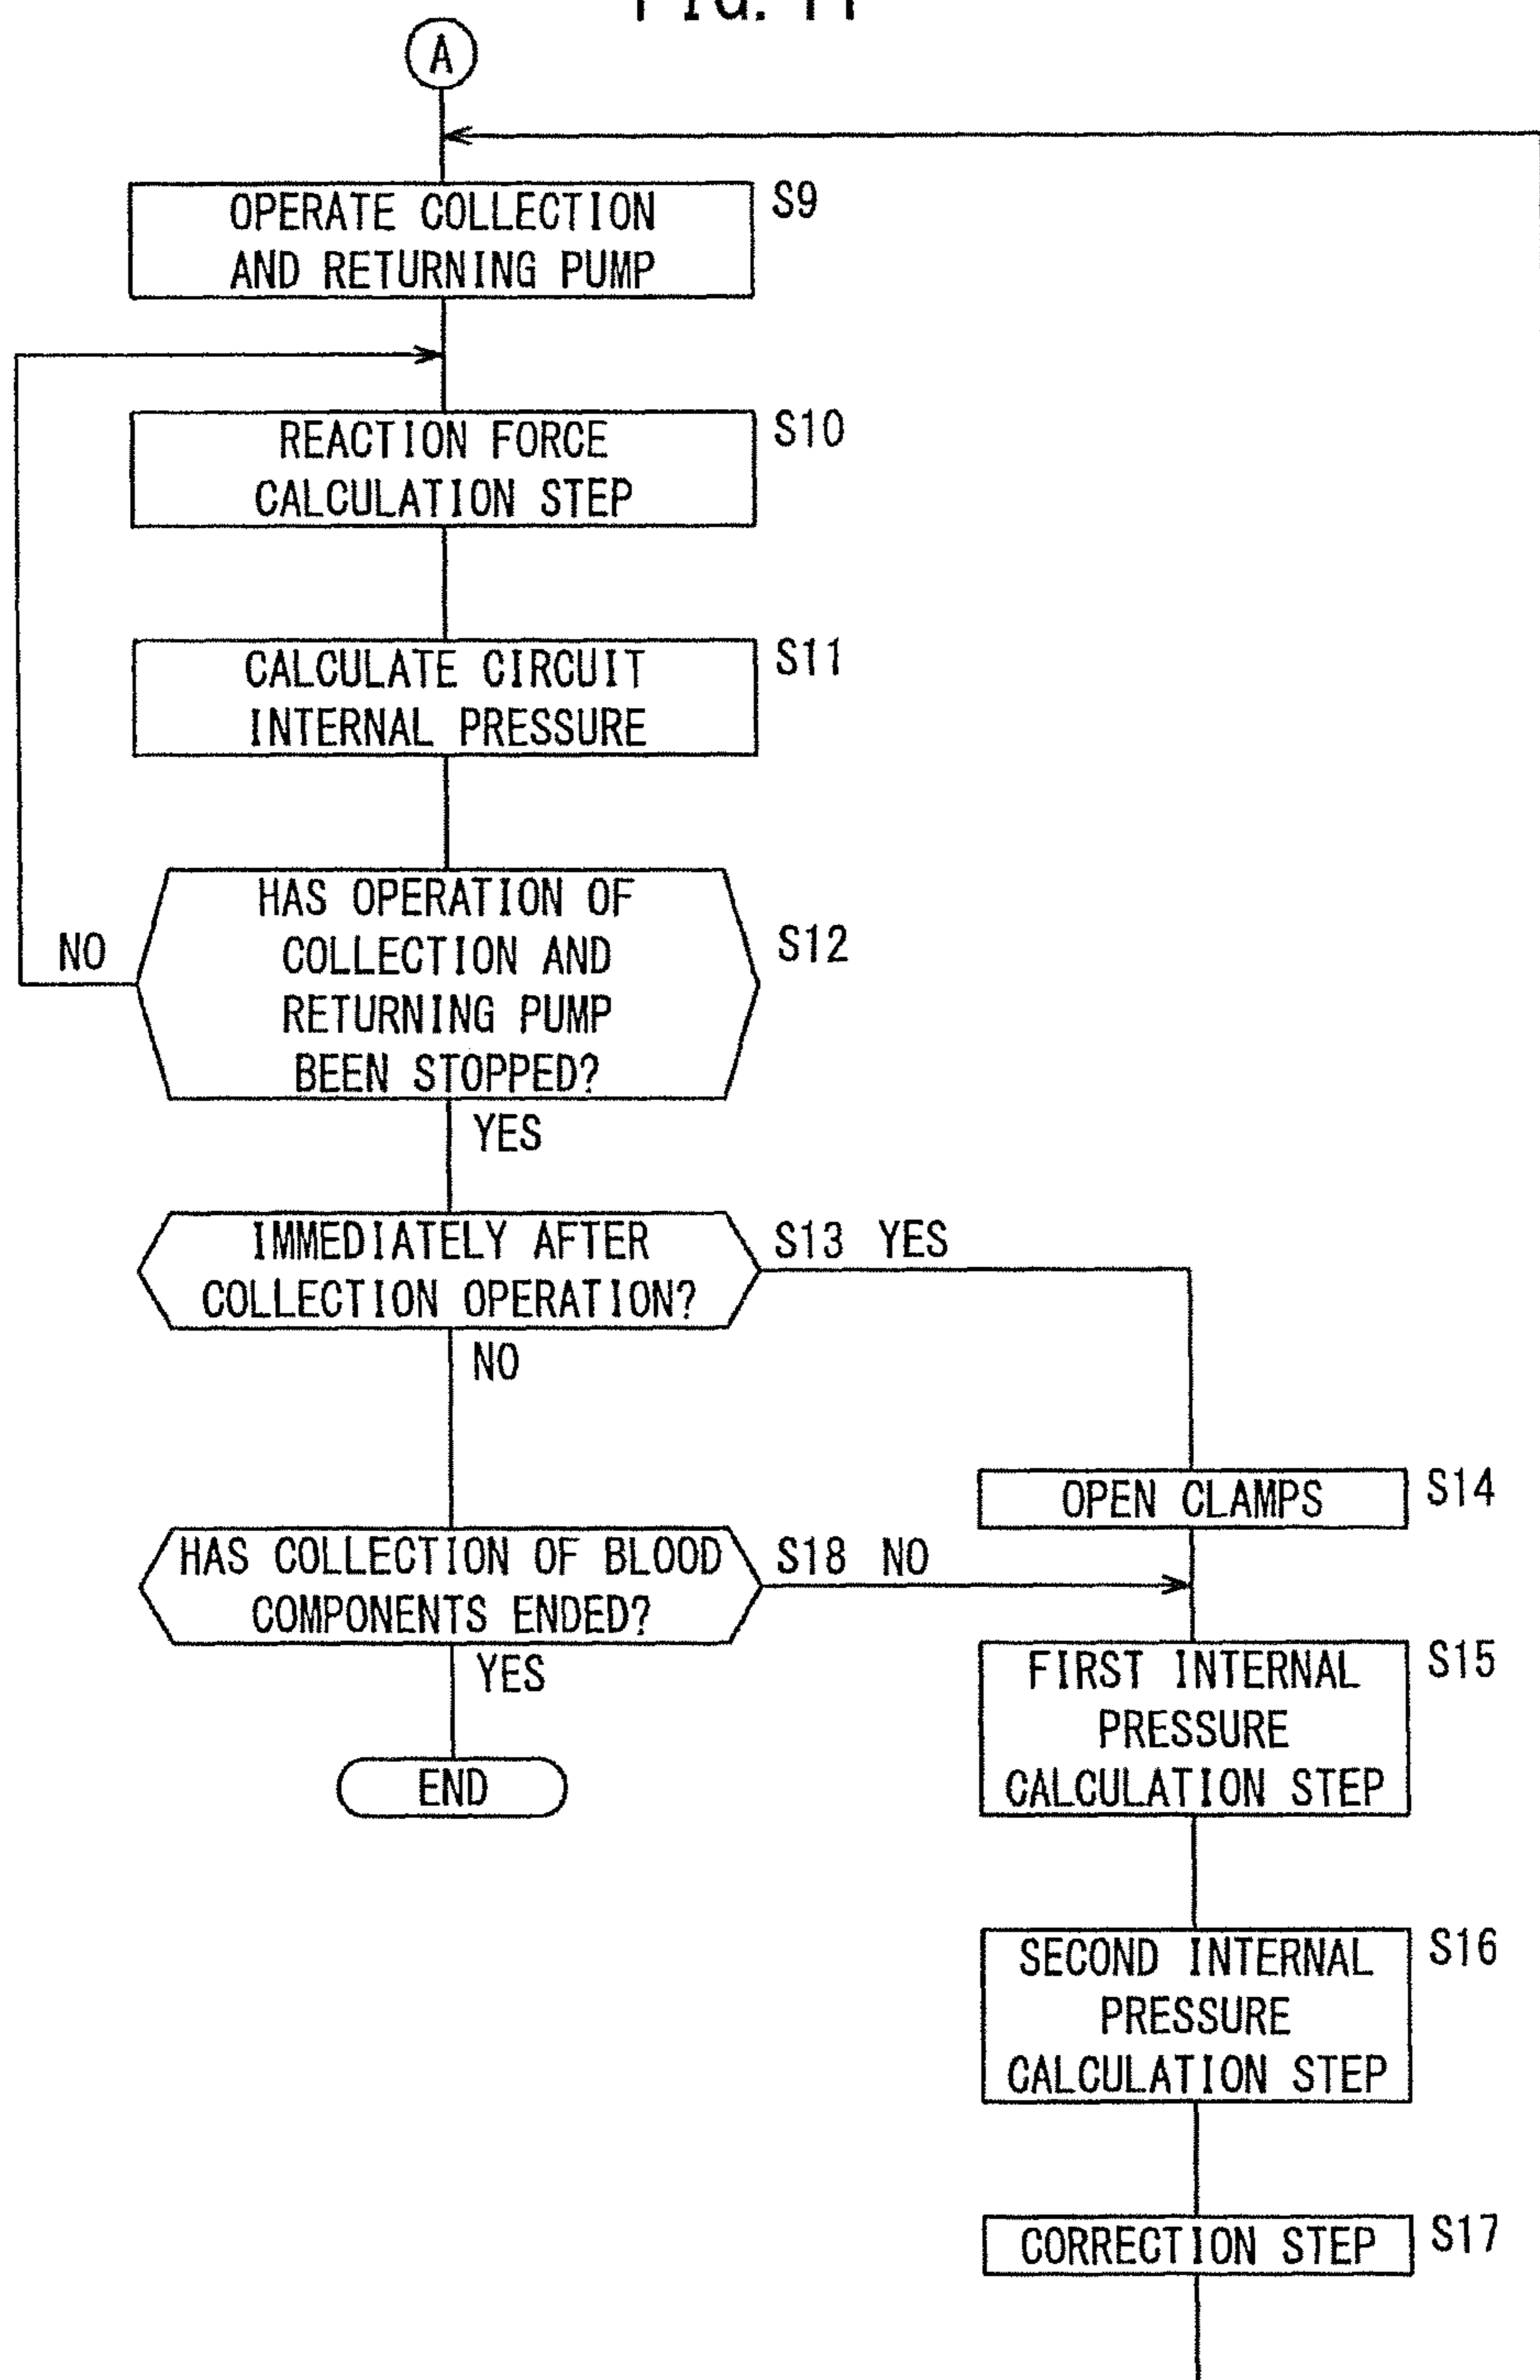 FIG. 11
A
OPERATE COLLECTION
AND RETURNING PUMP
S9
REACTION FORCE
CALCULATION STEP
S10
CALCULATE CIRCUIT
INTERNAL PRESSURE
S11
HAS OPERATION OF
COLLECTION AND
RETURNING PUMP
BEEN STOPPED?
S12
NO
YES
IMMEDIATELY AFTER
COLLECTION OPERATION?
S13 YES
NO
OPEN CLAMPS
S14
HAS COLLECTION OF BLOOD
COMPONENTS ENDED?
S18 NO
YES
END
FIRST INTERNAL
PRESSURE
CALCULATION STEP
S15
SECOND INTERNAL
PRESSURE
CALCULATION STEP
S16
CORRECTION STEP
S17